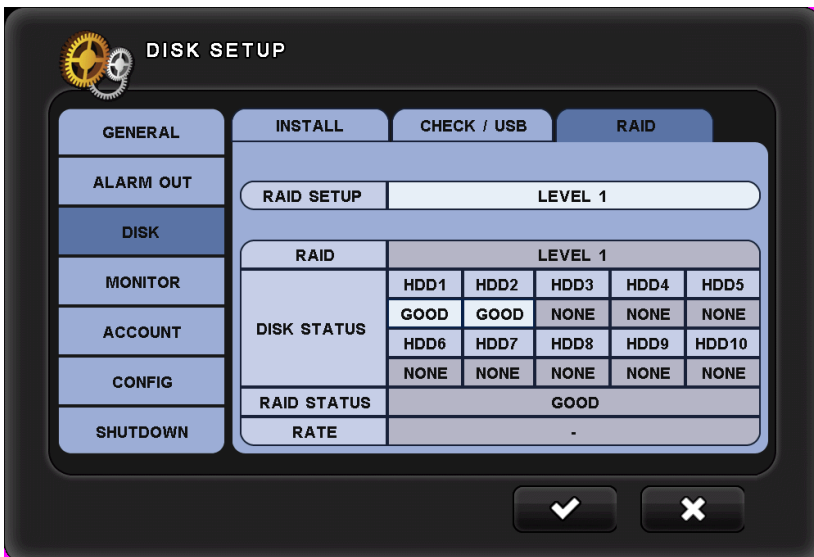 DISK SETUP
GENERAL
ALARM OUT
DISK
MONITOR
ACCOUNT
CONFIG
SHUTDOWN
INSTALL CHECK / USB RAID
RAID SETUP LEVEL 1
RAID LEVEL 1
DISK STATUS
HDD1 HDD2 HDD3 HDD4 HDD5
GOOD GOOD NONE NONE NONE
HDD6 HDD7 HDD8 HDD9 HDD10
NONE NONE NONE NONE NONE
RAID STATUS GOOD
RATE -